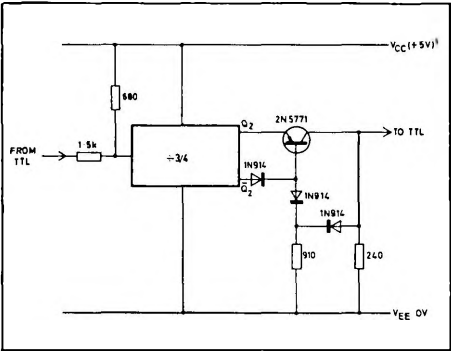 VCC (+5V)
680
Q2
2N5771
1·5k
FROM
TTL
÷3/4
TO TTL
1N914
Q̅2
1N914
1N914
910
240
VEE 0V